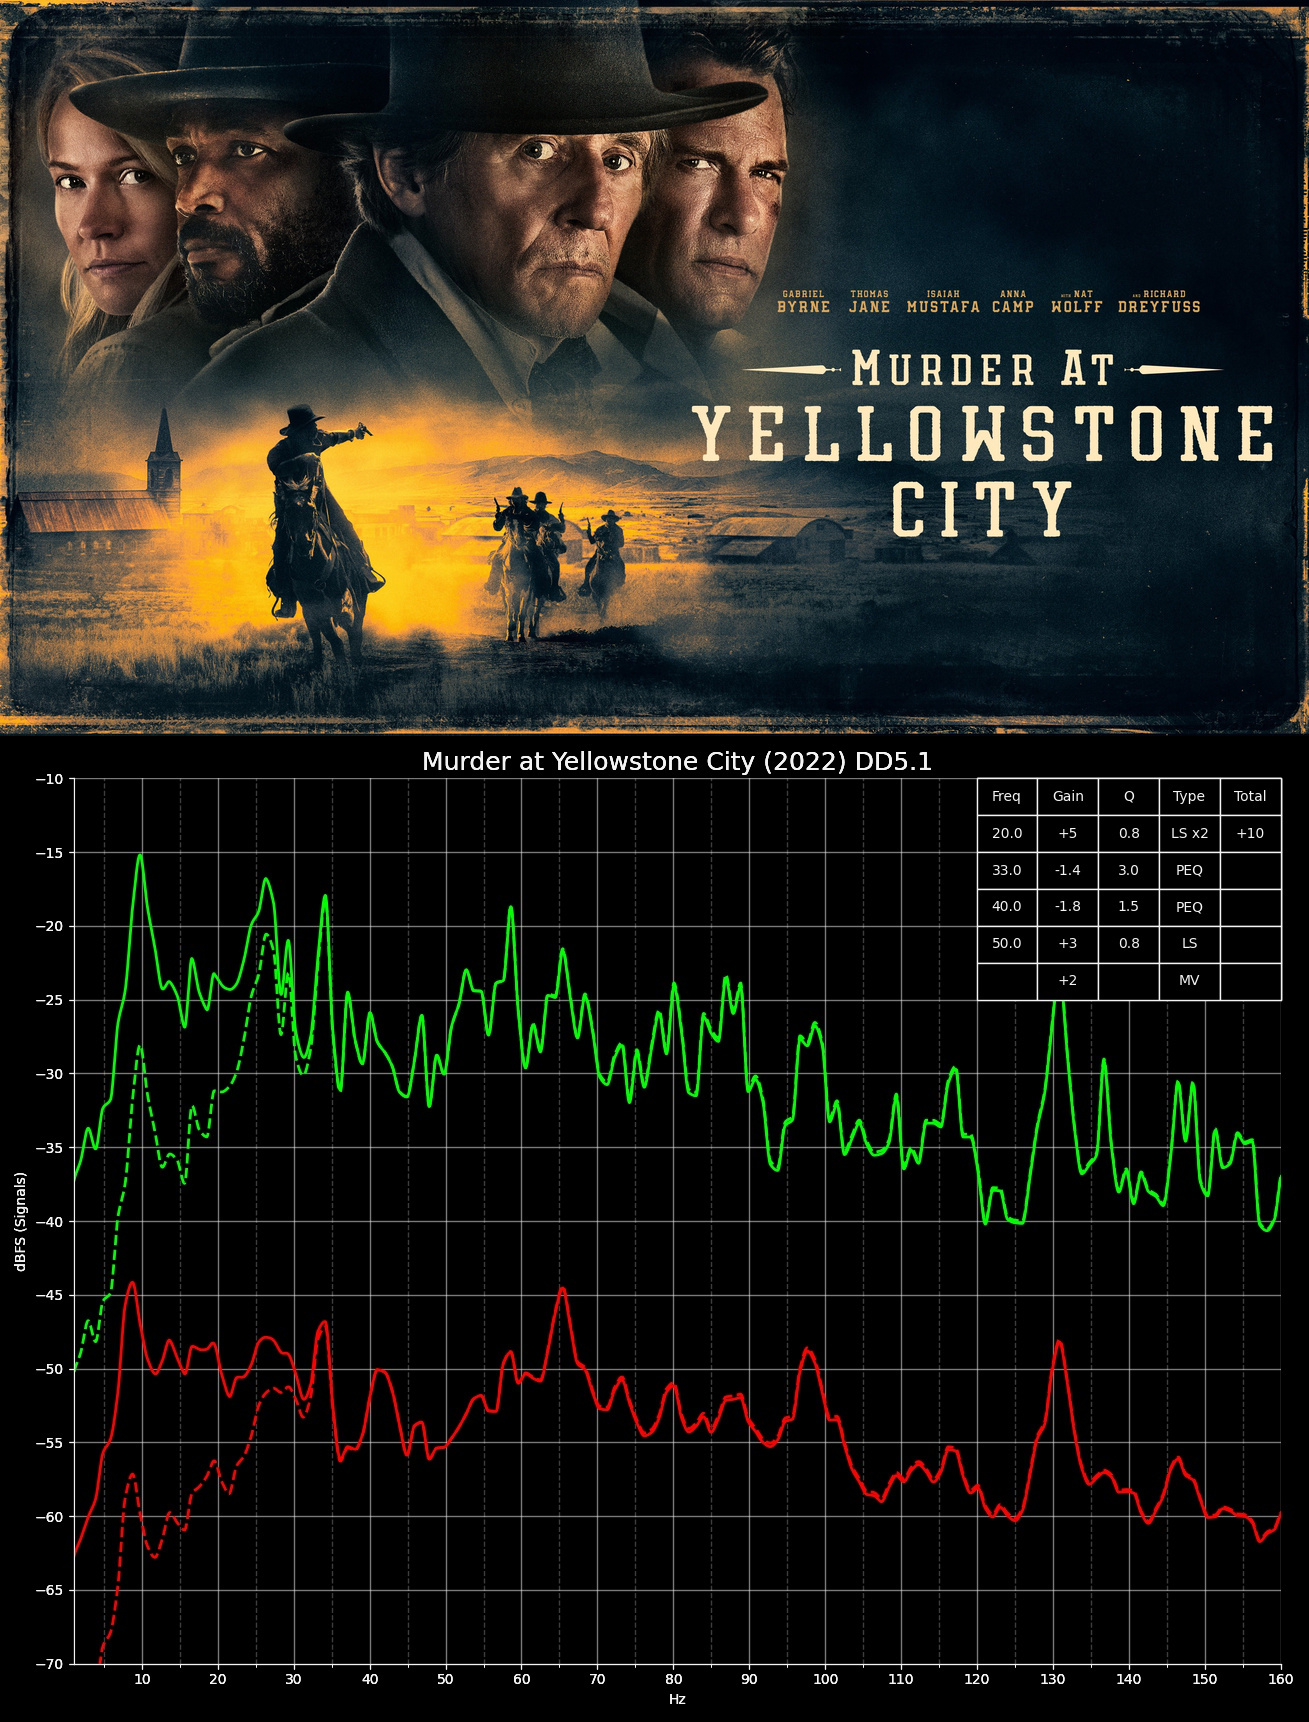 GABRIEL THOMAS ISAIAH ANNA WITH NAT AND RICHARD
BYRNE JANE MUSTAFA CAMP WOLFF DREYFUSS
MURDER AT
YELLOWSTONE
CITY
Murder at Yellowstone City (2022) DD5.1
Freq Gain Q Type Total
20.0 +5 0.8 LS x2 +10
33.0 -1.4 3.0 PEQ
40.0 -1.8 1.5 PEQ
50.0 +3 0.8 LS
+2 MV
−10
−15
−20
−25
−30
−35
−40
−45
−50
−55
−60
−65
−70
dBFS (Signals)
10 20 30 40 50 60 70 80 90 100 110 120 130 140 150 160
Hz